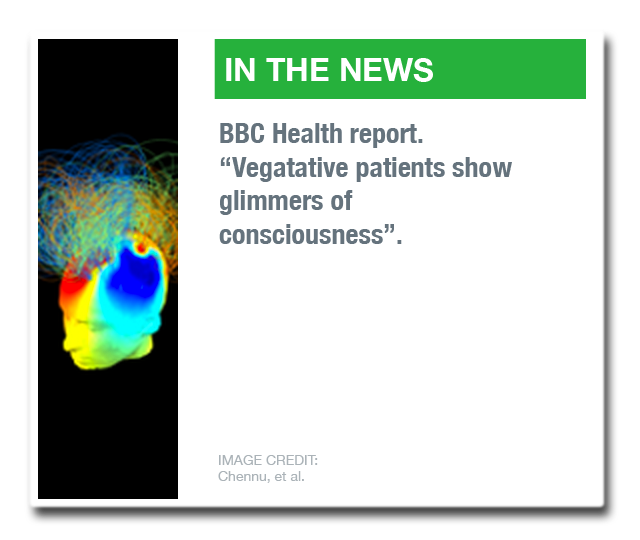 IN THE NEWS
BBC Health report.
“Vegatative patients show
glimmers of
consciousness”.
IMAGE CREDIT:
Chennu, et al.